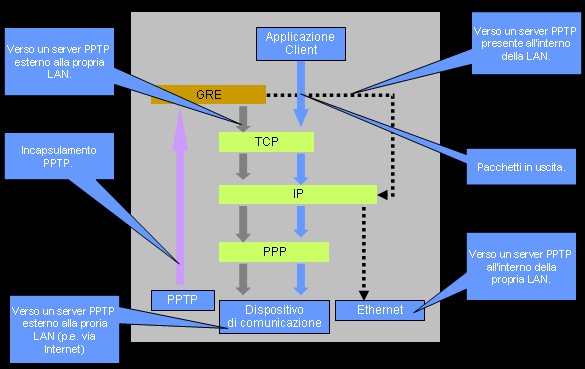 Verso un server PPTP
esterno alla propria
LAN.
Applicazione
Client
Verso un server PPTP
presente all'interno
della LAN.
GRE
TCP
Incapsulamento
PPTP.
Pacchetti in uscita.
IP
PPP
Verso un server PPTP
all'interno della
propria LAN.
PPTP
Dispositivo
di comunicazione
Ethernet
Verso un server PPTP
esterno alla proria
LAN (p.e. via
Internet)